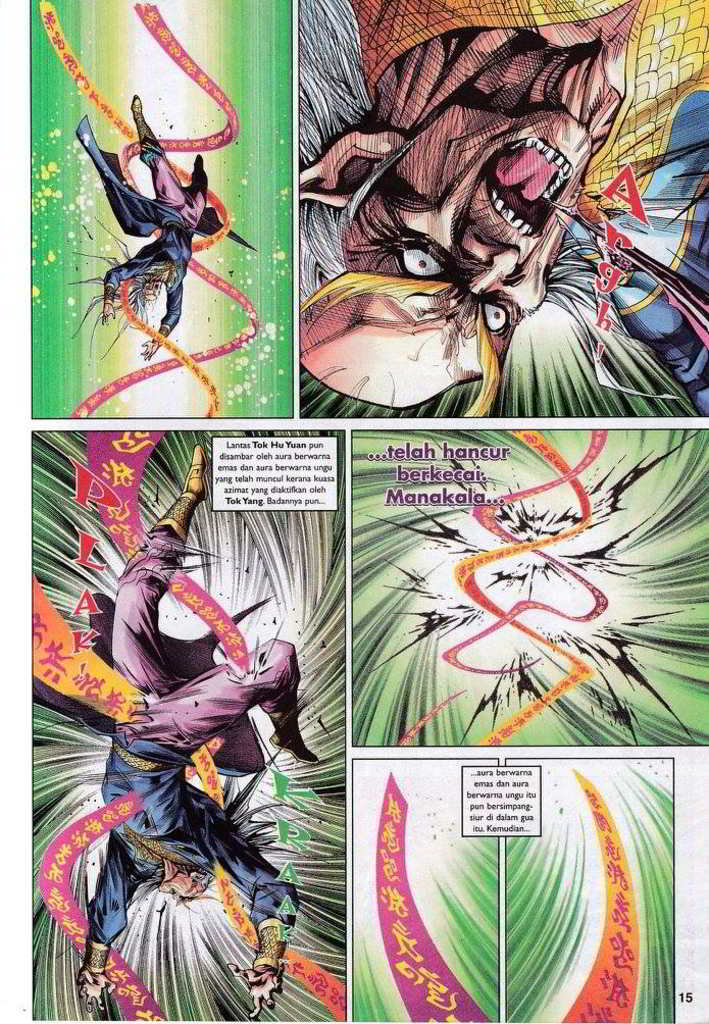 Argh!
PLAK
Lantas Tok Hu Yuan pun
disambar oleh aura berwarna
emas dan aura berwarna ungu
yang telah muncul kerana kuasa
azimat yang diaktifkan oleh
Tok Yang. Badannya pun...
KRAAK
...telah hancur
berkecai.
Manakala...
...aura berwarna
emas dan aura
berwarna ungu itu
pun bersimpang-
siur di dalam gua
itu. Kemudian...
15